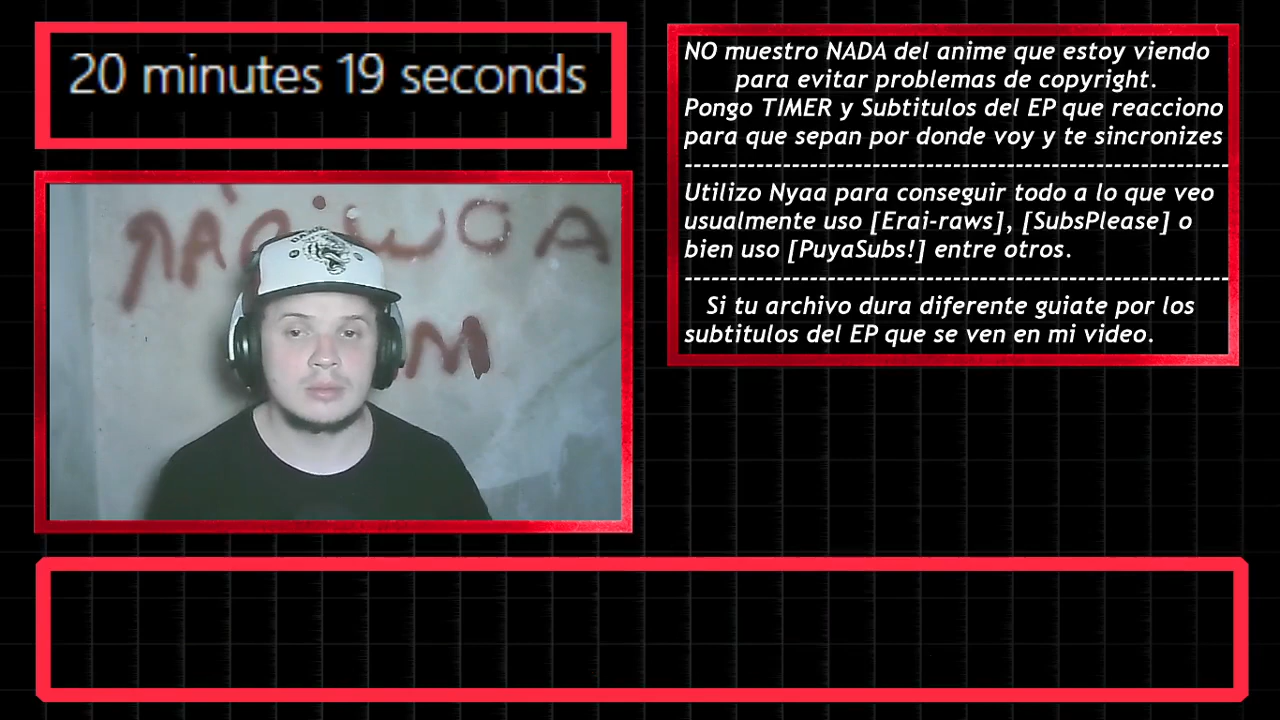 20 minutes 19 seconds
NO muestro NADA del anime que estoy viendo
para evitar problemas de copyright.
Pongo TIMER y Subtitulos del EP que reacciono
para que sepan por donde voy y te sincronizes
Utilizo Nyaa para conseguir todo a lo que veo
usualmente uso [Erai-raws], [SubsPlease] o
bien uso [PuyaSubs!] entre otros.
Si tu archivo dura diferente guiate por los
subtitulos del EP que se ven en mi video.